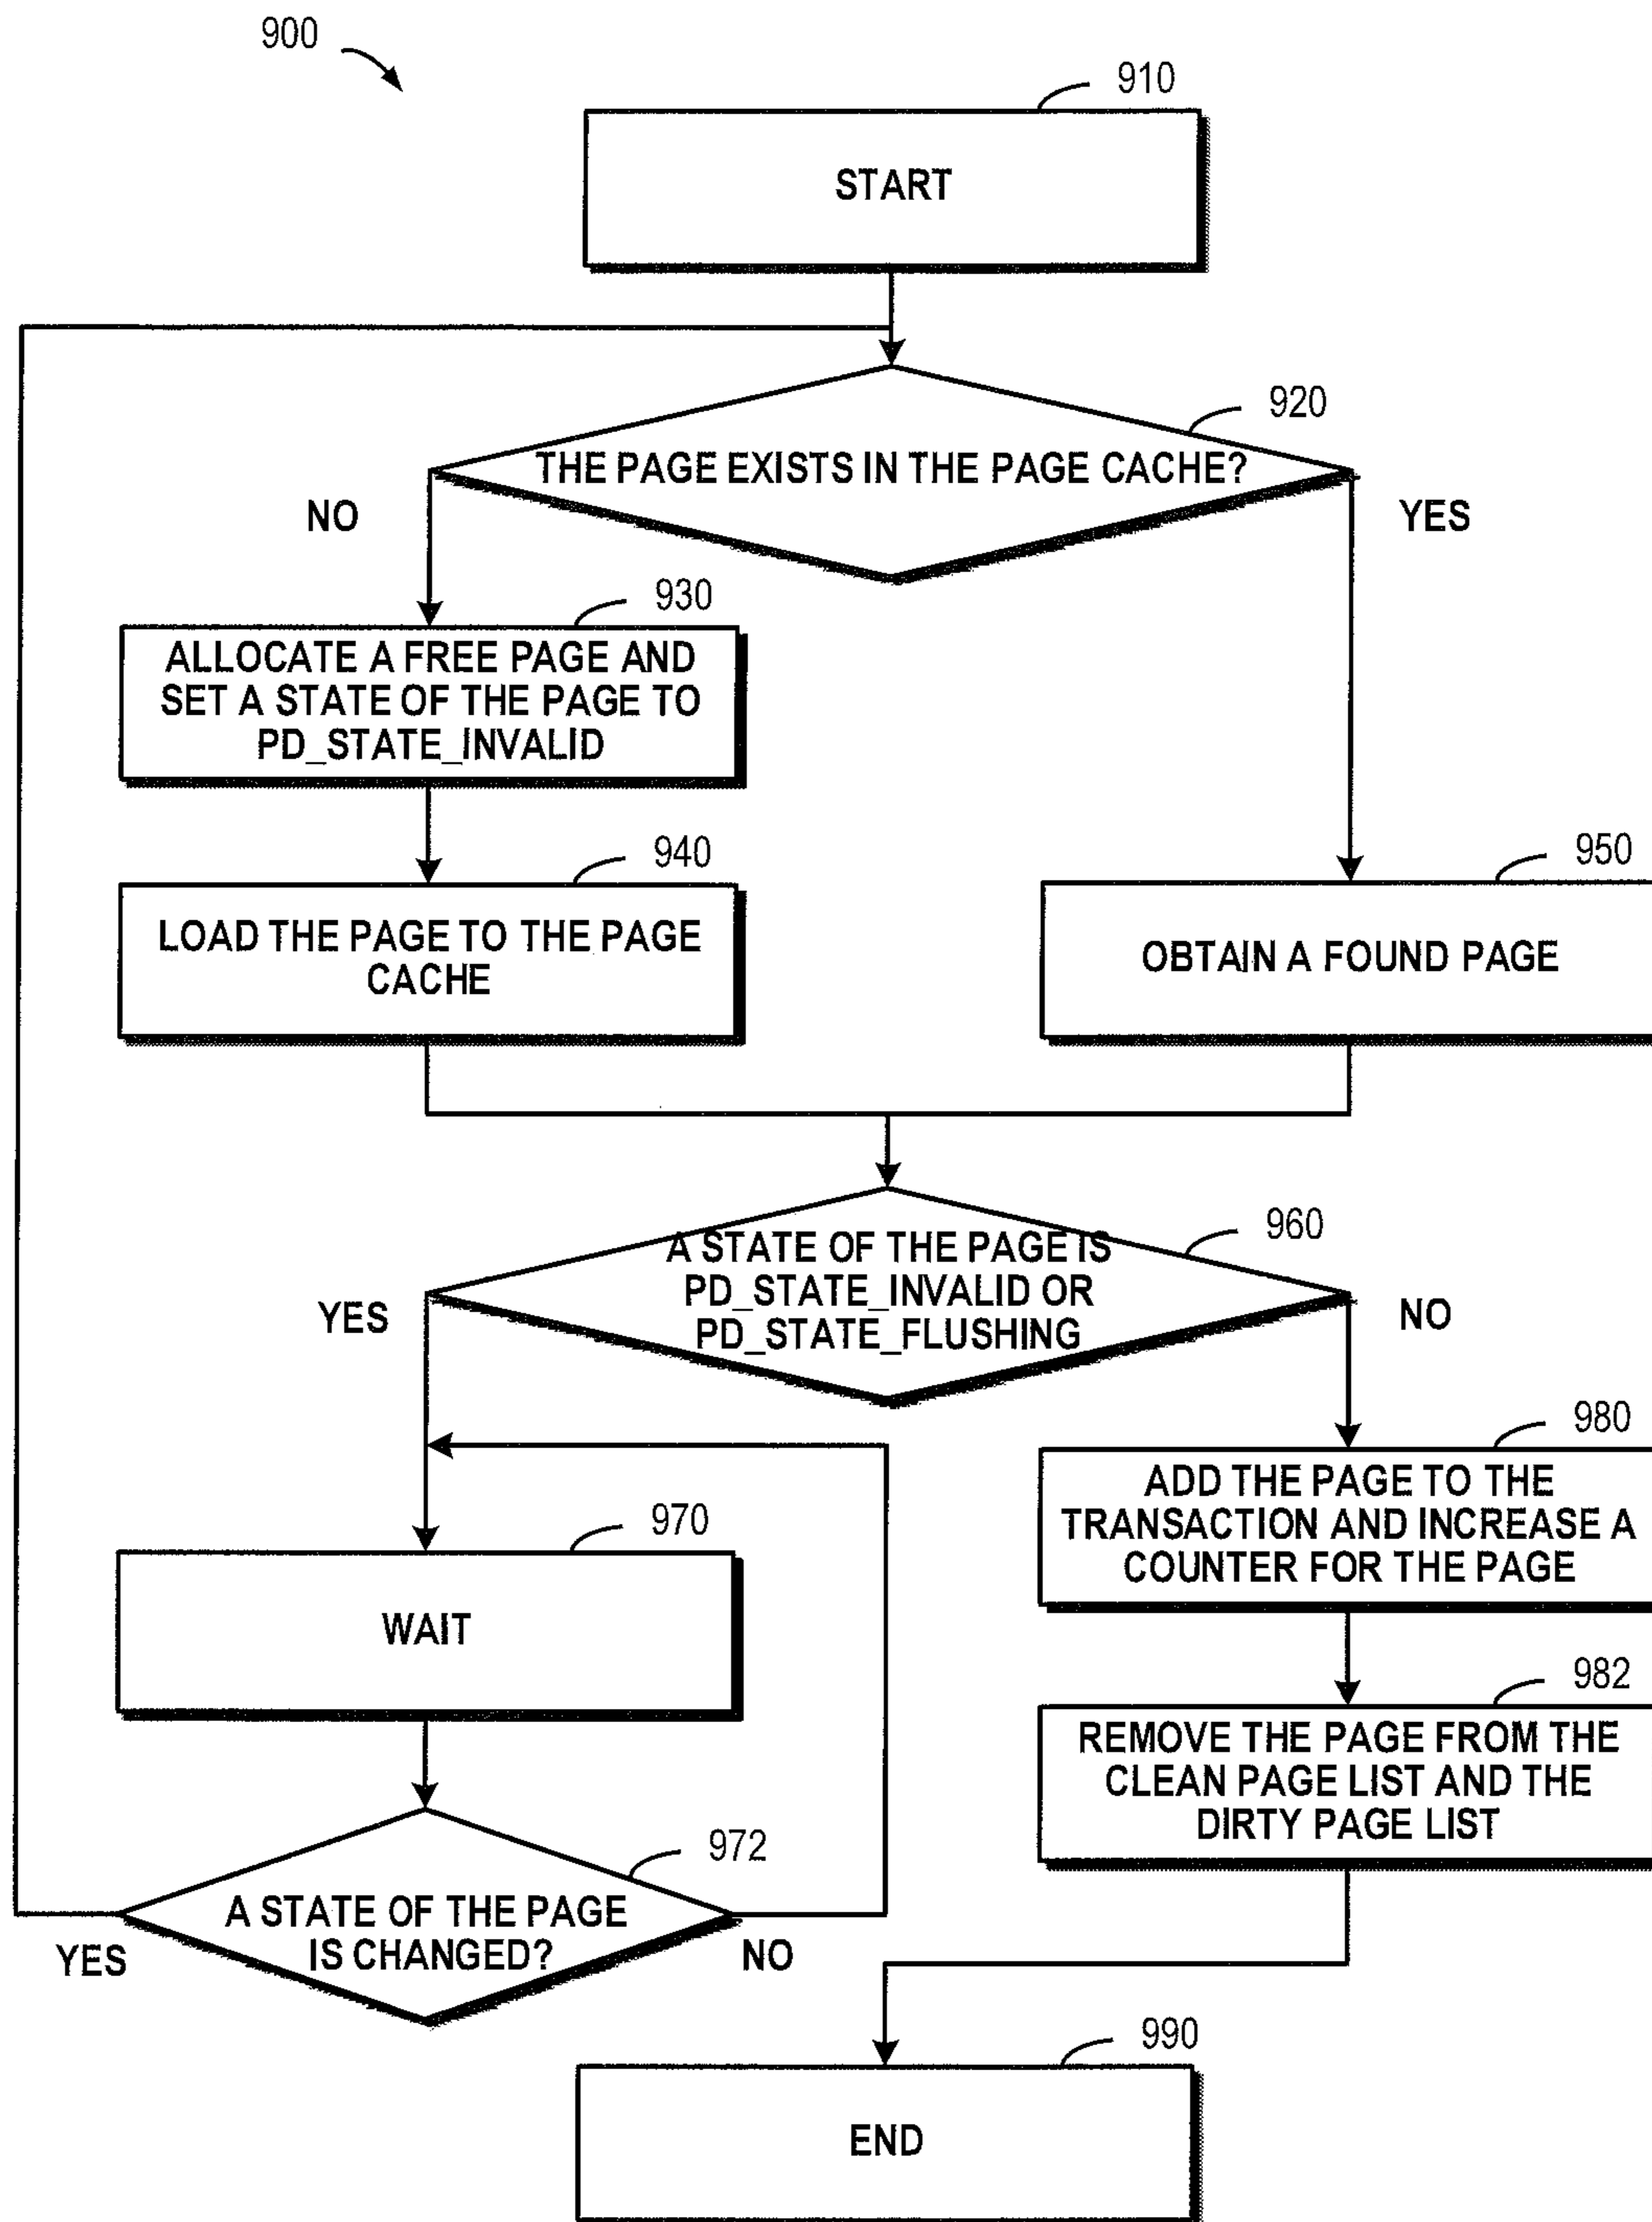 900
910
START
920
THE PAGE EXISTS IN THE PAGE CACHE?
NO
YES
930
ALLOCATE A FREE PAGE AND
SET A STATE OF THE PAGE TO
PD_STATE_INVALID
940
LOAD THE PAGE TO THE PAGE
CACHE
950
OBTAIN A FOUND PAGE
960
A STATE OF THE PAGE IS
PD_STATE_INVALID OR
PD_STATE_FLUSHING
YES
NO
970
WAIT
980
ADD THE PAGE TO THE
TRANSACTION AND INCREASE A
COUNTER FOR THE PAGE
982
REMOVE THE PAGE FROM THE
CLEAN PAGE LIST AND THE
DIRTY PAGE LIST
972
A STATE OF THE PAGE
IS CHANGED?
YES
NO
990
END